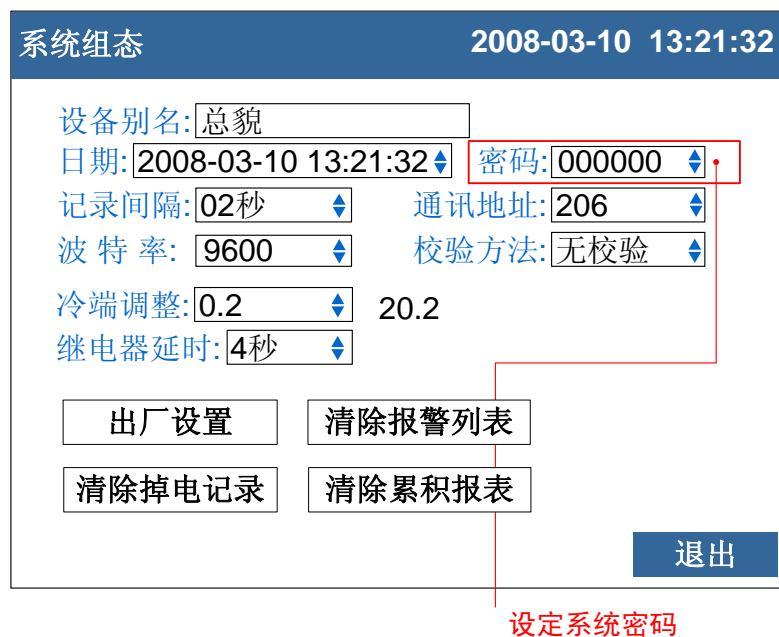 系统组态 2008-03-10 13:21:32
设备别名: 总貌
日期: 2008-03-10 13:21:32 密码: 000000
记录间隔: 02秒 通讯地址: 206
波特率: 9600 校验方法: 无校验
冷端调整: 0.2 20.2
继电器延时: 4秒
出厂设置 清除报警列表
清除掉电记录 清除累积报表
退出
设定系统密码